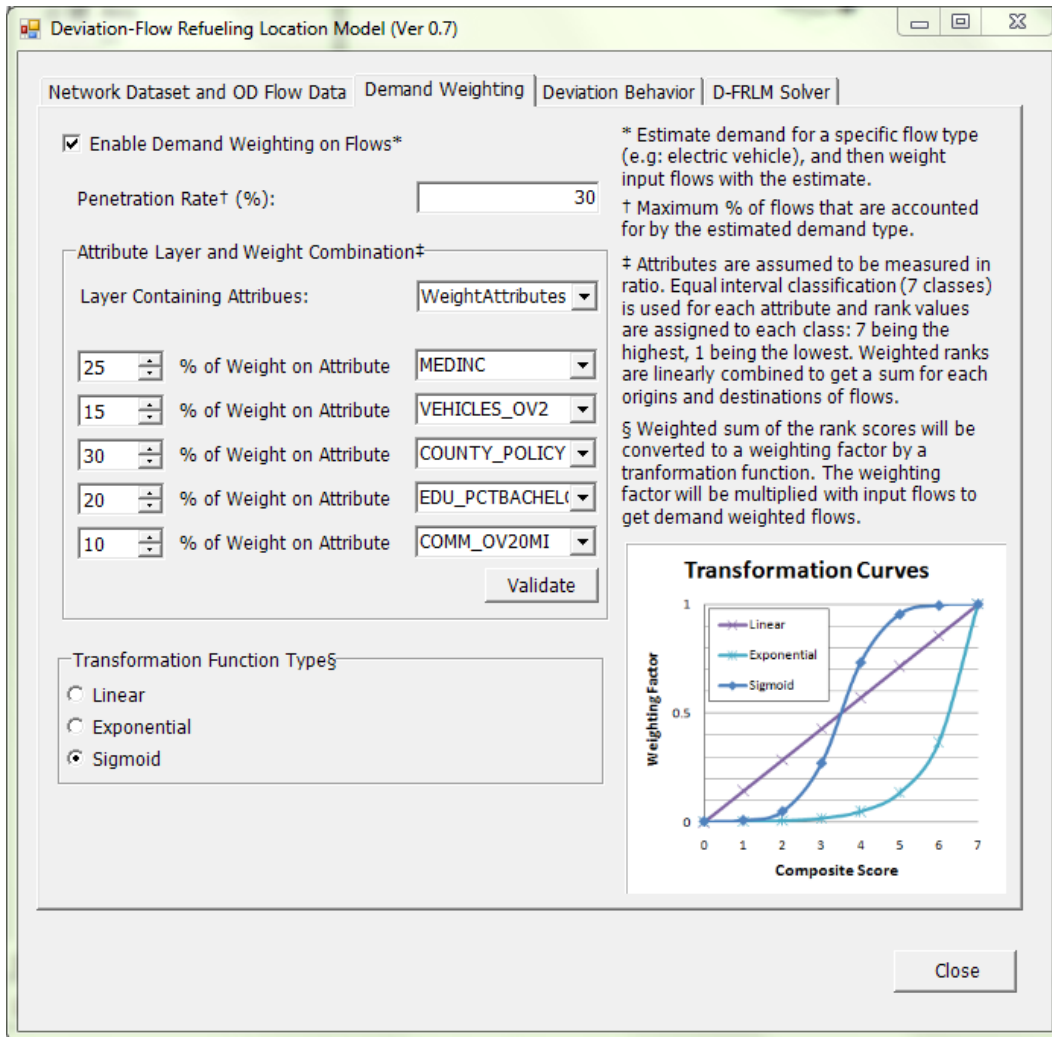 Deviation-Flow Refueling Location Model (Ver 0.7)
Network Dataset and OD Flow Data
Demand Weighting
Deviation Behavior
D-FRLM Solver
Enable Demand Weighting on Flows*
Penetration Rate† (%):
30
Attribute Layer and Weight Combination‡
Layer Containing Attribues:
WeightAttributes
25 % of Weight on Attribute MEDINC
15 % of Weight on Attribute VEHICLES_OV2
30 % of Weight on Attribute COUNTY_POLICY
20 % of Weight on Attribute EDU_PCTBACHEL(
10 % of Weight on Attribute COMM_OV20MI
Validate
Transformation Function Type§
Linear
Exponential
Sigmoid
* Estimate demand for a specific flow type
(e.g: electric vehicle), and then weight
input flows with the estimate.
† Maximum % of flows that are accounted
for by the estimated demand type.
‡ Attributes are assumed to be measured in
ratio. Equal interval classification (7 classes)
is used for each attribute and rank values
are assigned to each class: 7 being the
highest, 1 being the lowest. Weighted ranks
are linearly combined to get a sum for each
origins and destinations of flows.
§ Weighted sum of the rank scores will be
converted to a weighting factor by a
tranformation function. The weighting
factor will be multiplied with input flows to
get demand weighted flows.
Transformation Curves
Linear
Exponential
Sigmoid
Weighting Factor
1
0.5
0
0 1 2 3 4 5 6 7
Composite Score
Close